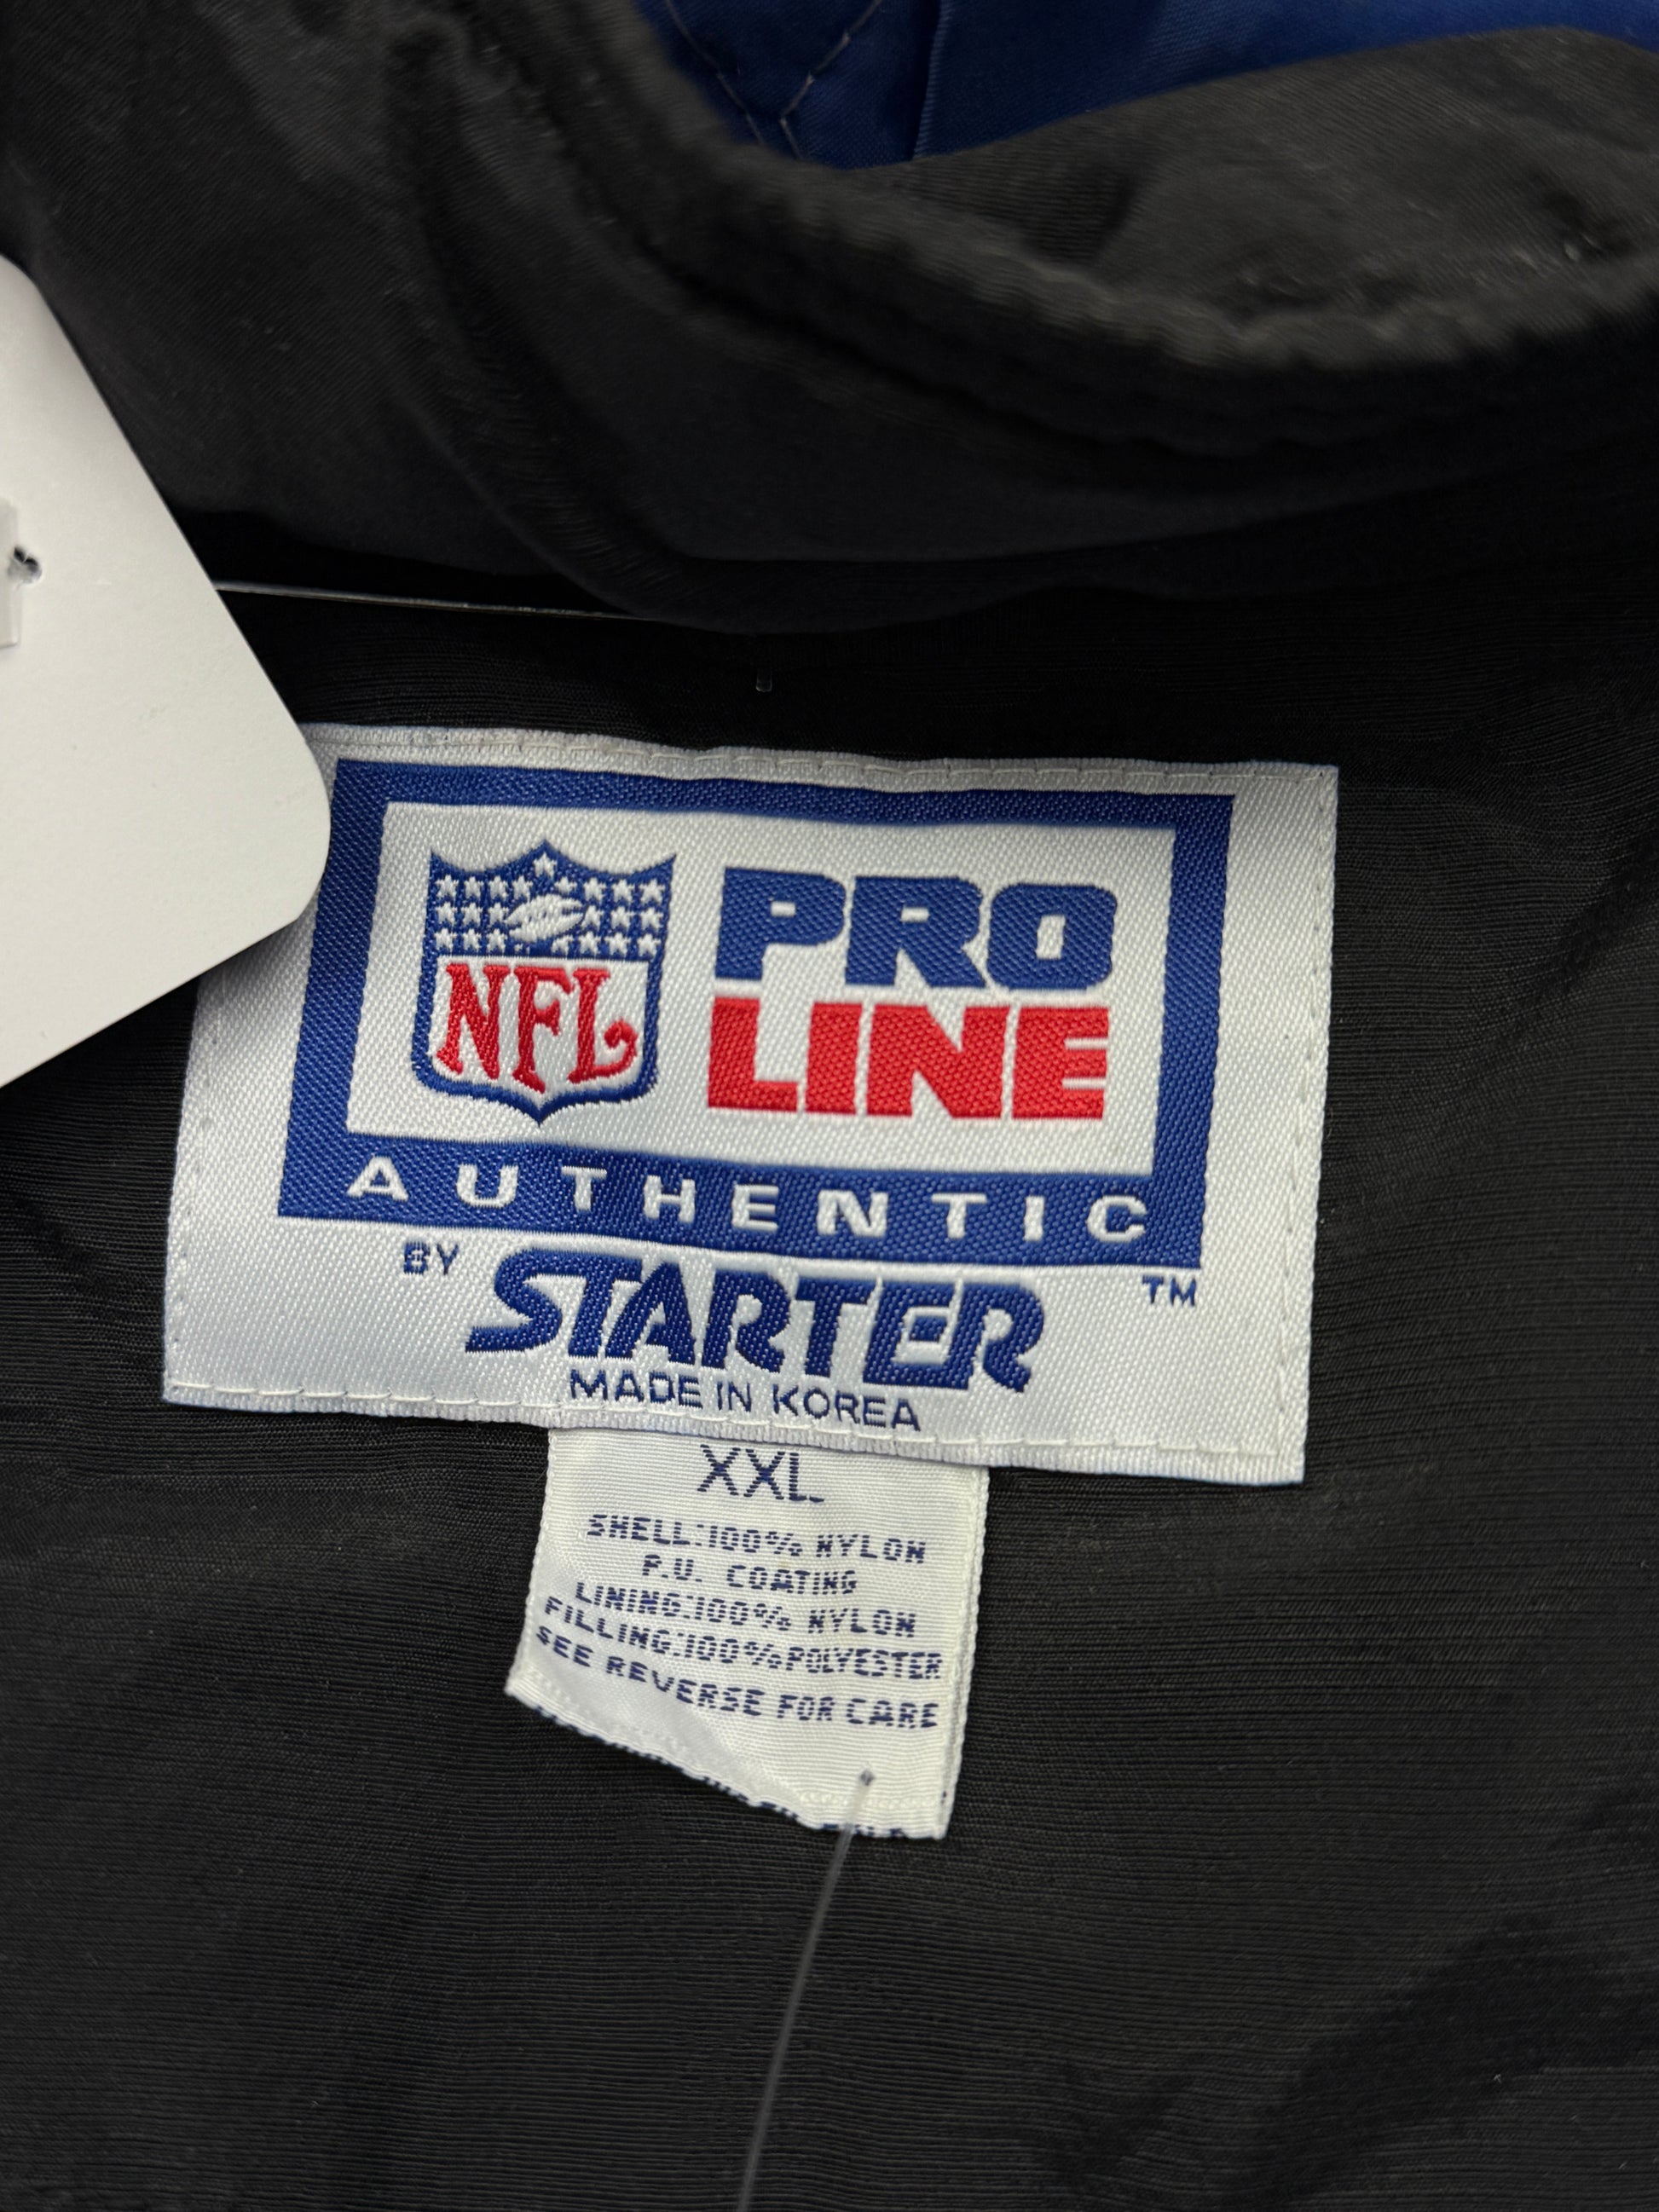 NFL
PRO
LINE
AUTHENTIC
BY STARTER TM
MADE IN KOREA
XXL
SHELL:100% NYLON
P.U. COATING
LINING:100% NYLON
FILLING:100% POLYESTER
SEE REVERSE FOR CARE